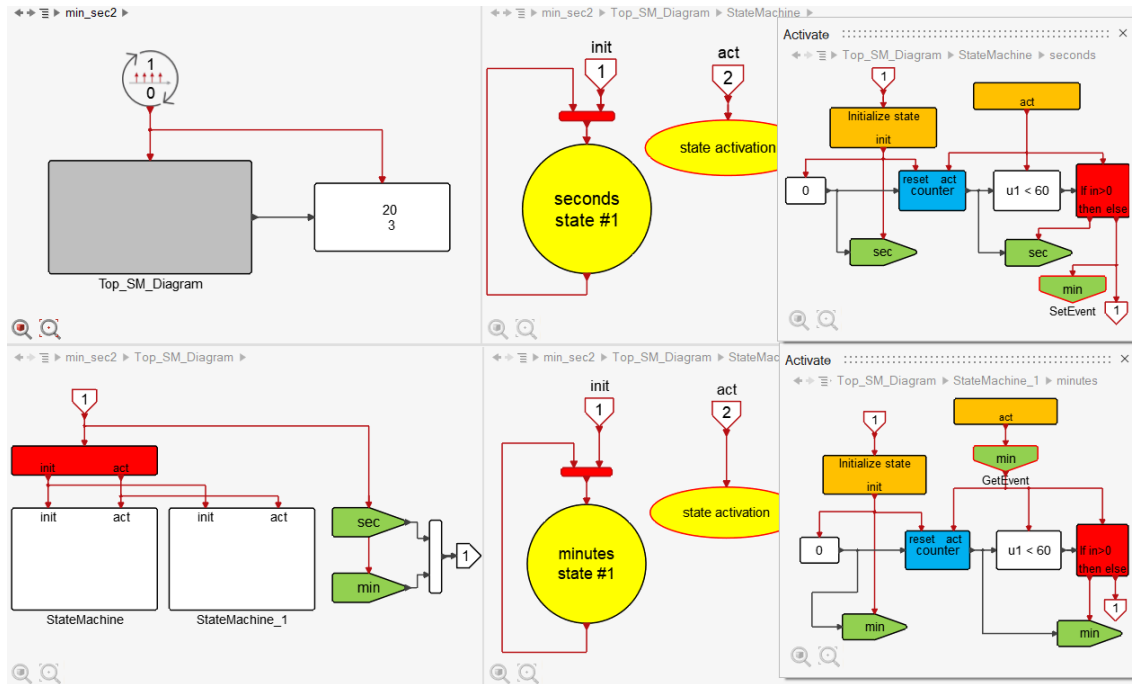 min_sec2
1
0
20
3
Top_SM_Diagram
min_sec2 Top_SM_Diagram StateMachine
init
1
act
2
state activation
seconds
state #1
Activate
Top_SM_Diagram StateMachine seconds
1
Initialize state
init
act
0
reset act
counter
u1 < 60
If in>0
then else
sec
sec
min
SetEvent
1
min_sec2 Top_SM_Diagram
1
init act
init act
init act
StateMachine
StateMachine_1
sec
min
1
min_sec2 Top_SM_Diagram StateMac
init
1
act
2
state activation
minutes
state #1
Activate
Top_SM_Diagram StateMachine_1 minutes
1
act
min
GetEvent
Initialize state
init
0
reset act
counter
u1 < 60
If in>0
then else
1
min
min